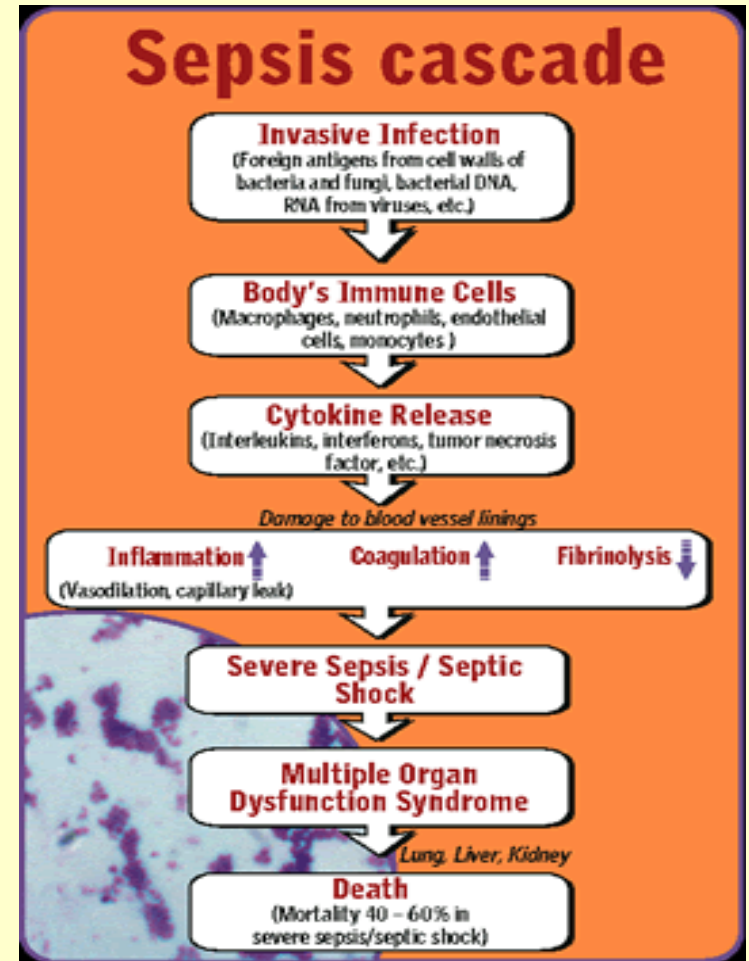 Sepsis cascade
Invasive Infection
(Foreign antigens from cell walls of
bacteria and fungi, bacterial DNA,
RNA from viruses, etc.)
Body's Immune Cells
(Macrophages, neutrophils, endothelial
cells, monocytes )
Cytokine Release
(Interleukins, interferons, tumor necrosis
factor, etc.)
Damage to blood vessel linings
Inflammation Coagulation Fibrinolysis
(Vasodilation, capillary leak)
Severe Sepsis / Septic
Shock
Multiple Organ
Dysfunction Syndrome
Lung, Liver, Kidney
Death
(Mortality 40 – 60% in
severe sepsis/septic shock)